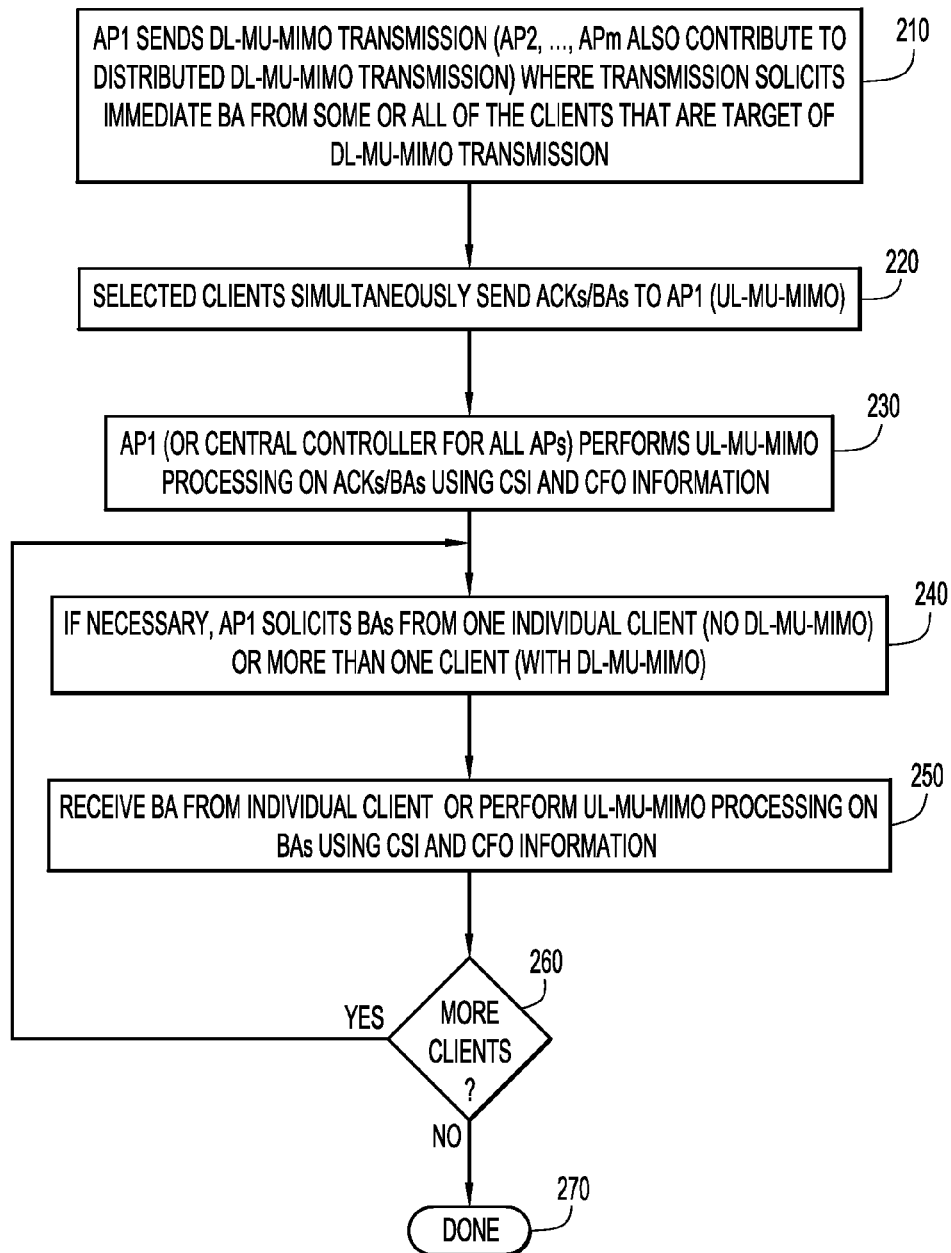 AP1 SENDS DL-MU-MIMO TRANSMISSION (AP2, ..., APm ALSO CONTRIBUTE TO
DISTRIBUTED DL-MU-MIMO TRANSMISSION) WHERE TRANSMISSION SOLICITS
IMMEDIATE BA FROM SOME OR ALL OF THE CLIENTS THAT ARE TARGET OF
DL-MU-MIMO TRANSMISSION
210
SELECTED CLIENTS SIMULTANEOUSLY SEND ACKs/BAs TO AP1 (UL-MU-MIMO)
220
AP1 (OR CENTRAL CONTROLLER FOR ALL APs) PERFORMS UL-MU-MIMO
PROCESSING ON ACKs/BAs USING CSI AND CFO INFORMATION
230
IF NECESSARY, AP1 SOLICITS BAs FROM ONE INDIVIDUAL CLIENT (NO DL-MU-MIMO)
OR MORE THAN ONE CLIENT (WITH DL-MU-MIMO)
240
RECEIVE BA FROM INDIVIDUAL CLIENT OR PERFORM UL-MU-MIMO PROCESSING ON
BAs USING CSI AND CFO INFORMATION
250
MORE
CLIENTS
?
260
YES
NO
DONE
270